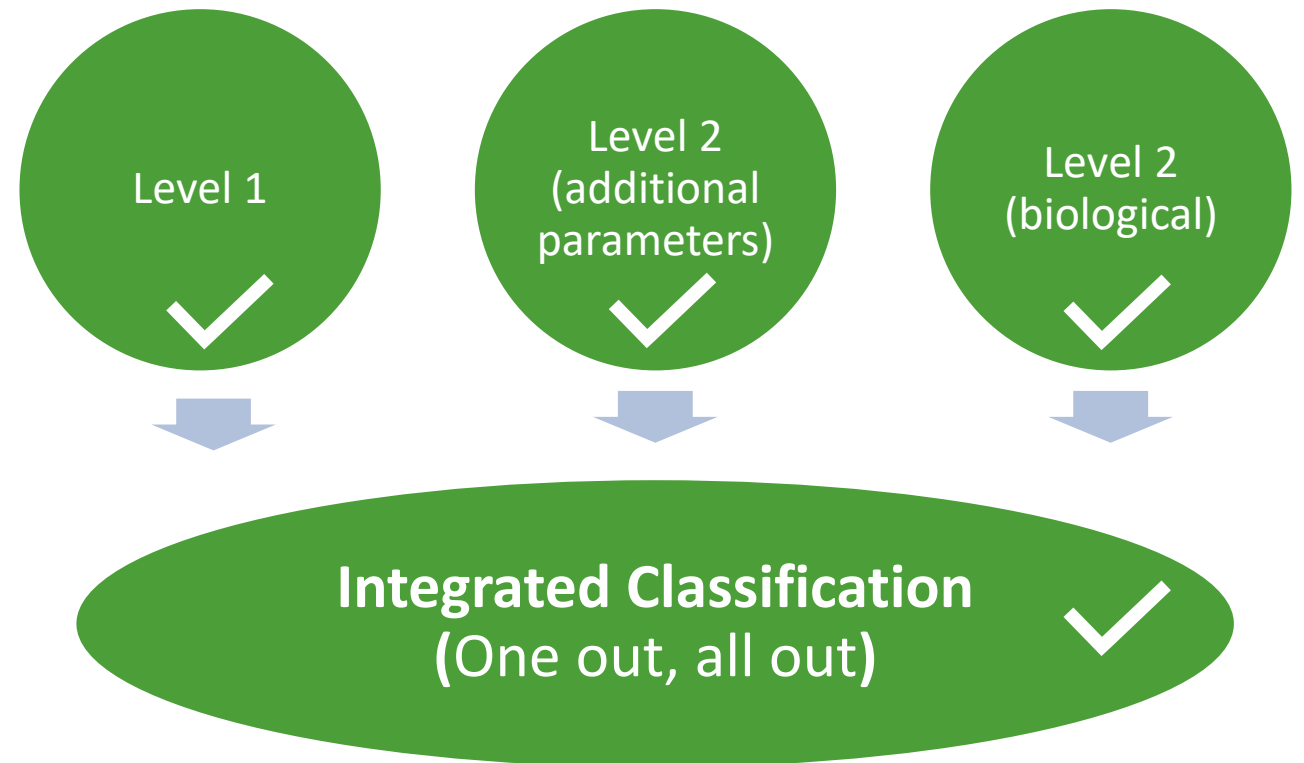 Level 1
Level 2
(additional
parameters)
Level 2
(biological)
Integrated Classification
(One out, all out)